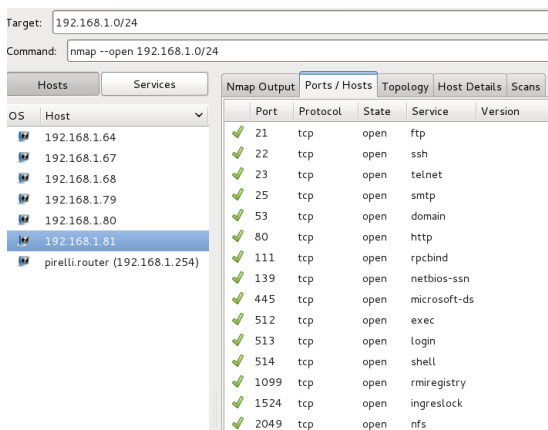 Target: 192.168.1.0/24
Command: nmap --open 192.168.1.0/24
Hosts Services
Nmap Output Ports / Hosts Topology Host Details Scans
OS Host
192.168.1.64
192.168.1.67
192.168.1.68
192.168.1.79
192.168.1.80
192.168.1.81
pirelli.router (192.168.1.254)
Port Protocol State Service Version
21 tcp open ftp
22 tcp open ssh
23 tcp open telnet
25 tcp open smtp
53 tcp open domain
80 tcp open http
111 tcp open rpcbind
139 tcp open netbios-ssn
445 tcp open microsoft-ds
512 tcp open exec
513 tcp open login
514 tcp open shell
1099 tcp open rmiregistry
1524 tcp open ingreslock
2049 tcp open nfs